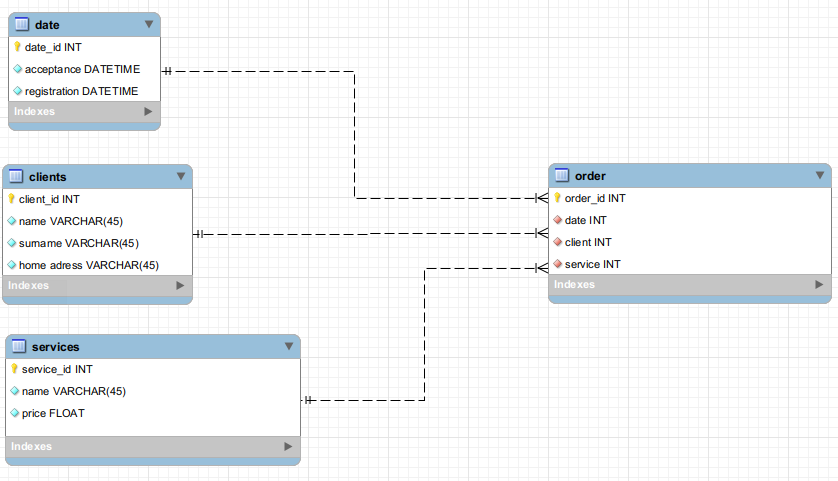 date
date_id INT
acceptance DATETIME
registration DATETIME
Indexes
clients
client_id INT
name VARCHAR(45)
surname VARCHAR(45)
home adress VARCHAR(45)
Indexes
services
service_id INT
name VARCHAR(45)
price FLOAT
Indexes
order
order_id INT
date INT
client INT
service INT
Indexes